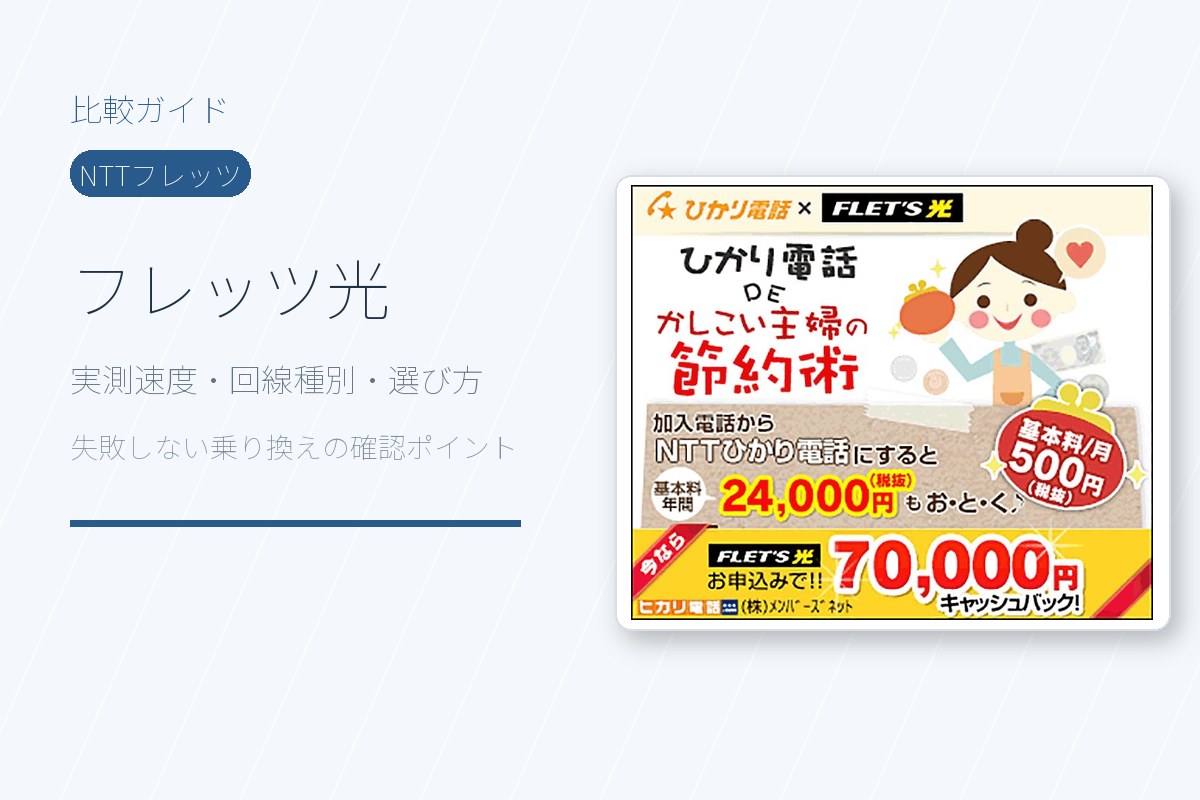 比較ガイド
NTTフレッツ
フレッツ光
実測速度・回線種別・選び方
失敗しない乗り換えの確認ポイント
ひかり電話 × FLET'S光
ひかり電話
DE
かしこい主婦の
節約術
加入電話から
NTTひかり電話にすると
基本料/月
500円
(税抜)
基本料
年間
24,000円(税抜)もお・と・く♪
今なら
FLET'S光
お申込みで!!
70,000円
キャッシュバック!
ヒカリ電話 (株)メンバーズネット